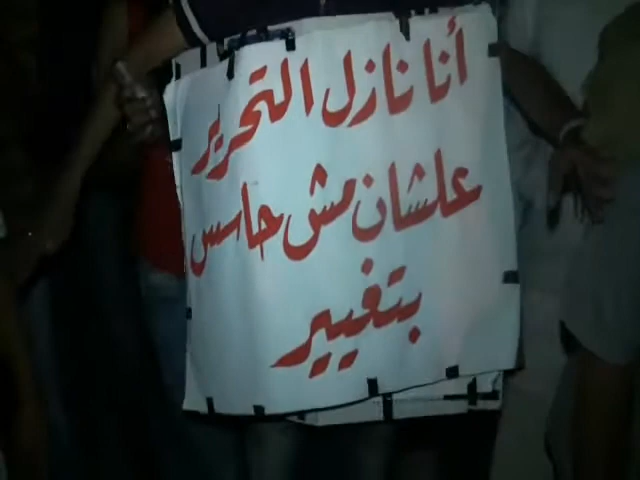 أنا نازل التحرير
علشان مش حاسس
بتغيير